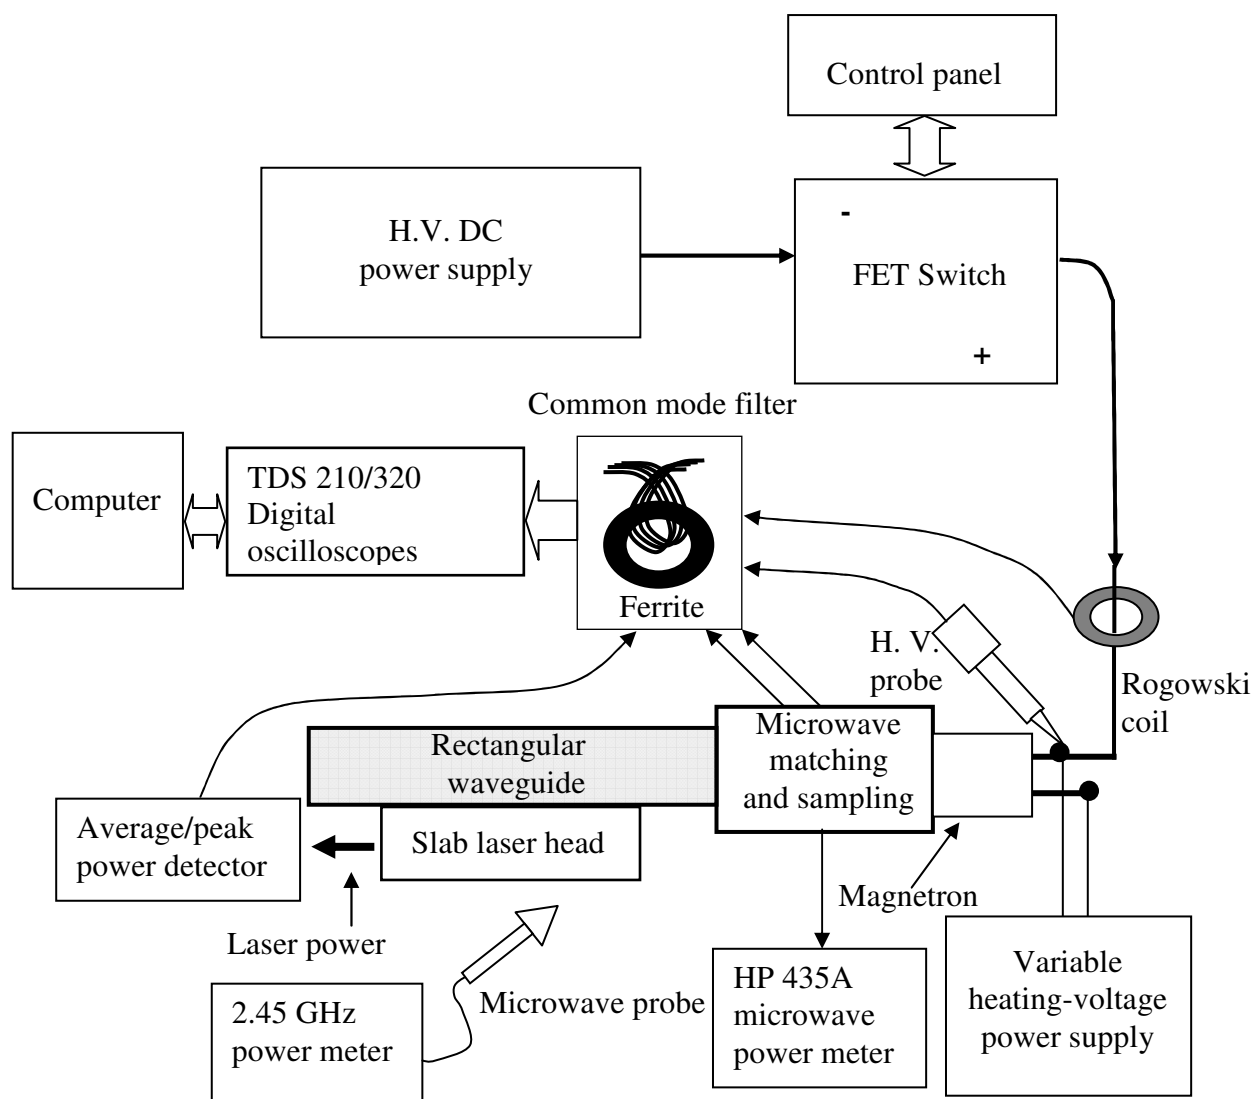 Control panel
H.V. DC
power supply
-
FET Switch
+
Common mode filter
Computer
TDS 210/320
Digital
oscilloscopes
Ferrite
H. V.
probe
Rogowski
coil
Rectangular
waveguide
Microwave
matching
and sampling
Average/peak
power detector
Slab laser head
Magnetron
Laser power
2.45 GHz
power meter
Microwave probe
HP 435A
microwave
power meter
Variable
heating-voltage
power supply